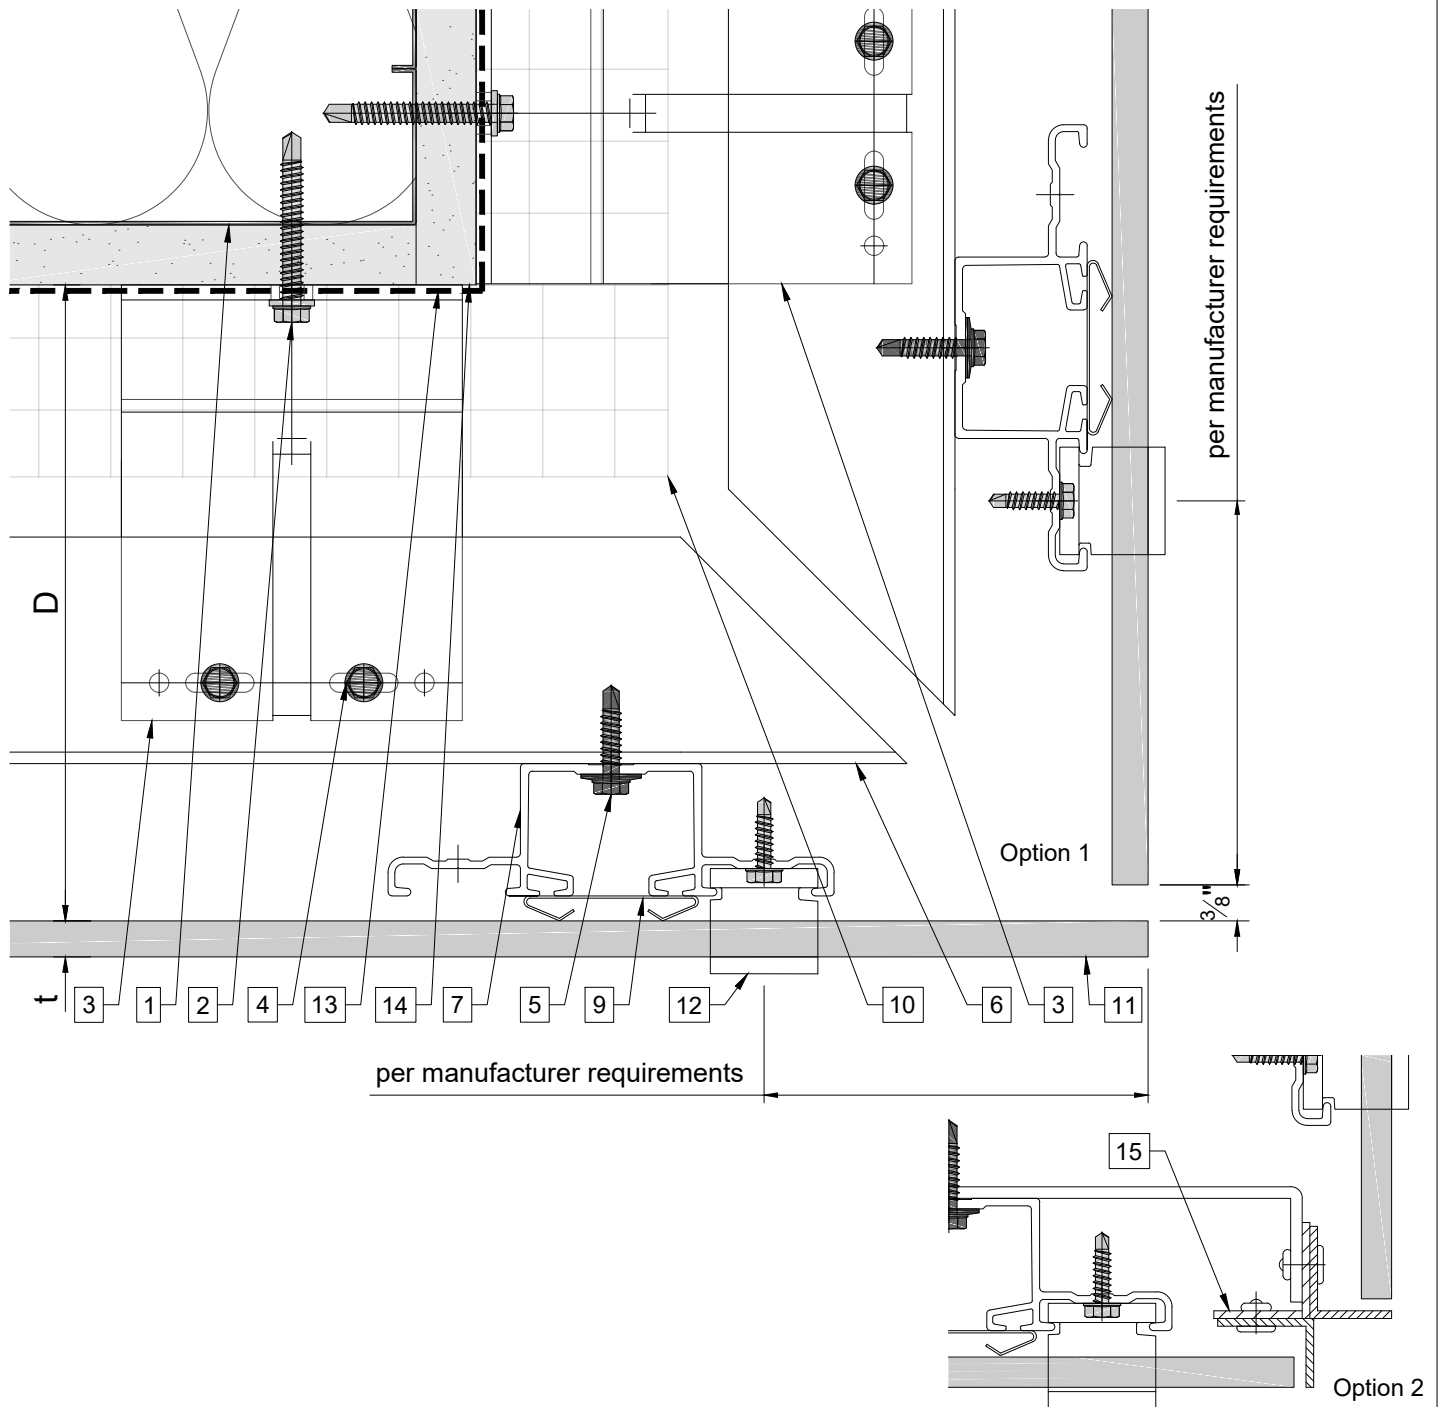 per manufacturer requirements
D
Option 1
3/8"
t
3 1 2 4 13 14 7 5 9 12 10 6 3 11
per manufacturer requirements
15
Option 2